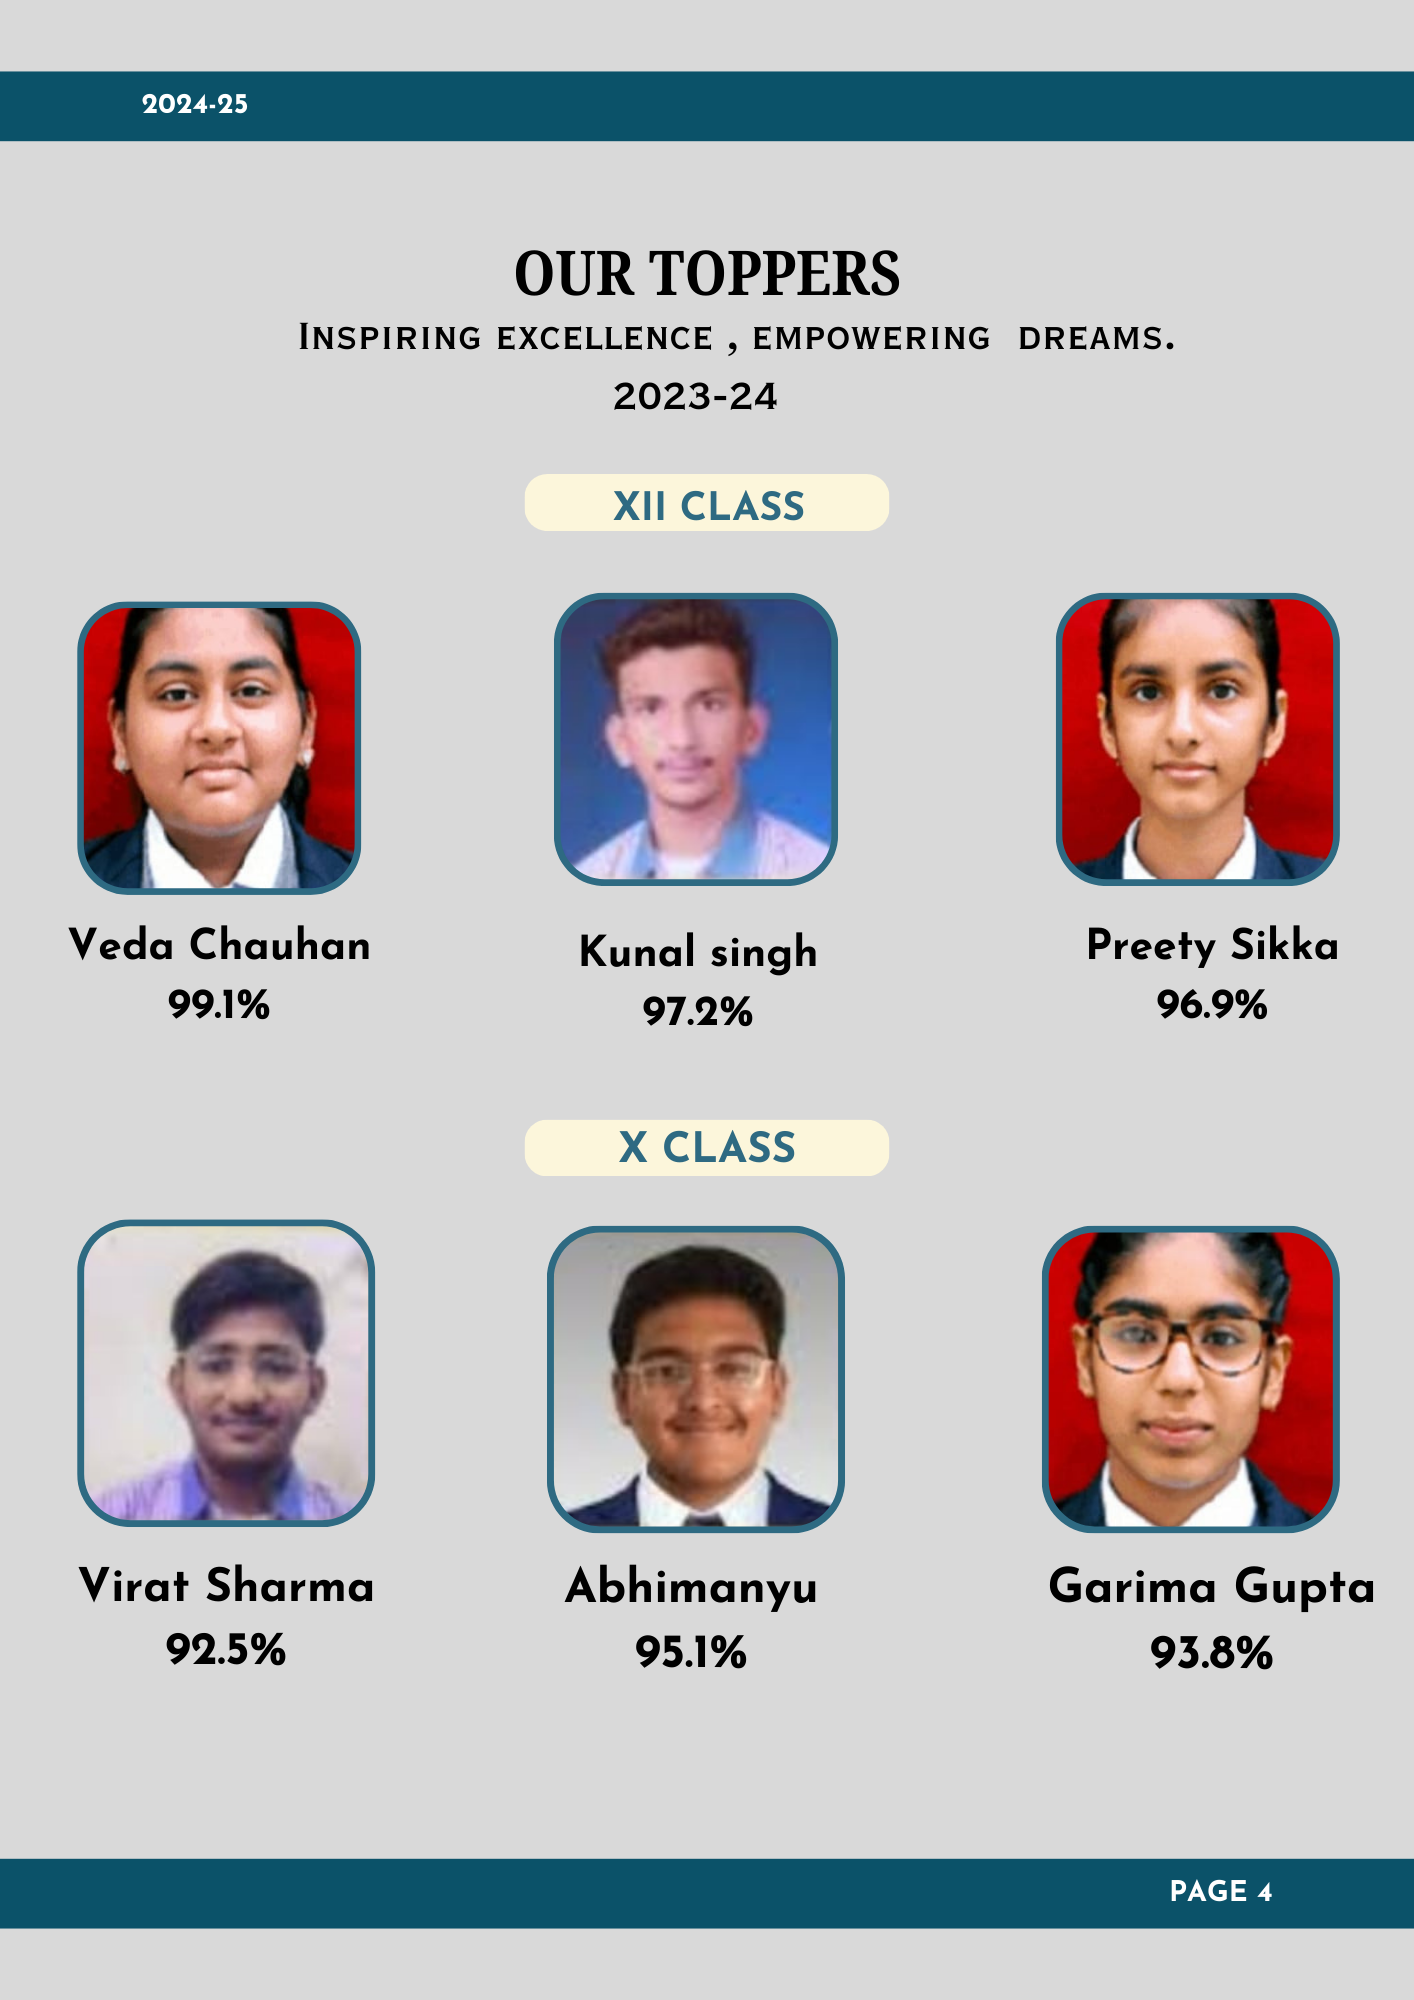 2024-25
OUR TOPPERS
Inspiring excellence , empowering dreams.
2023-24
XII CLASS
Veda Chauhan
99.1%
Kunal singh
97.2%
Preety Sikka
96.9%
X CLASS
Virat Sharma
92.5%
Abhimanyu
95.1%
Garima Gupta
93.8%
PAGE 4